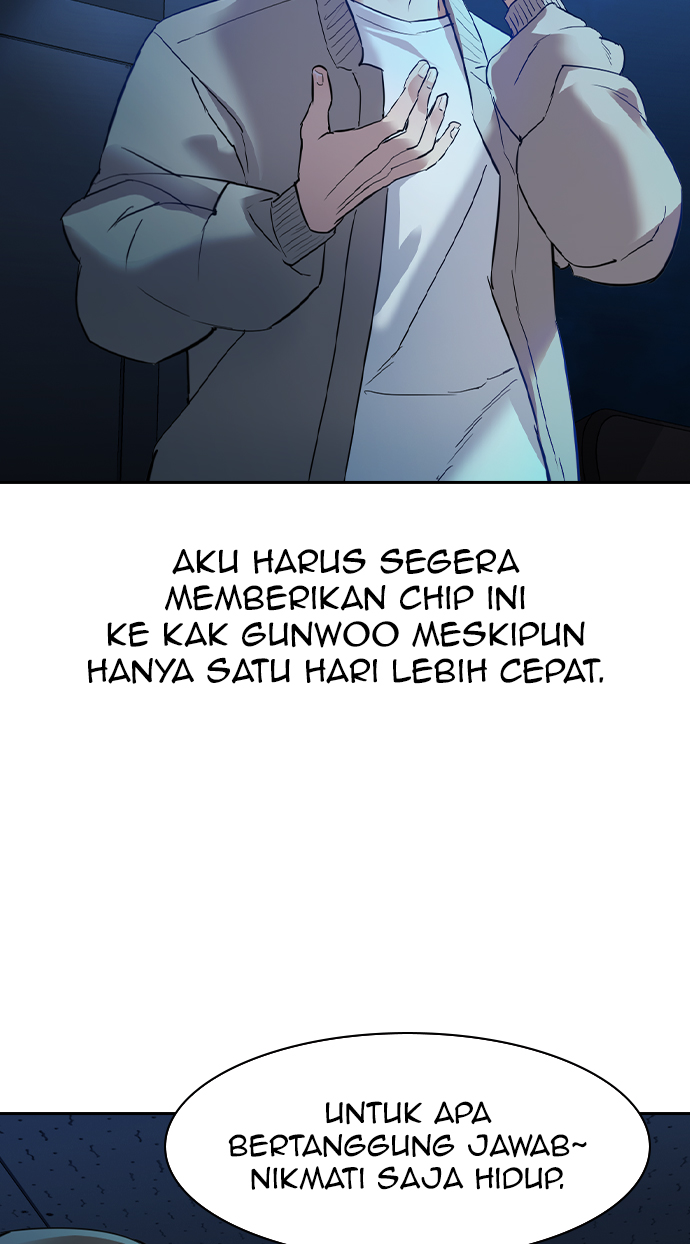 AKU HARUS SEGERA
MEMBERIKAN CHIP INI
KE KAK GUNWOO MESKIPUN
HANYA SATU HARI LEBIH CEPAT.
UNTUK APA
BERTANGGUNG JAWAB~
NIKMATI SAJA HIDUP.